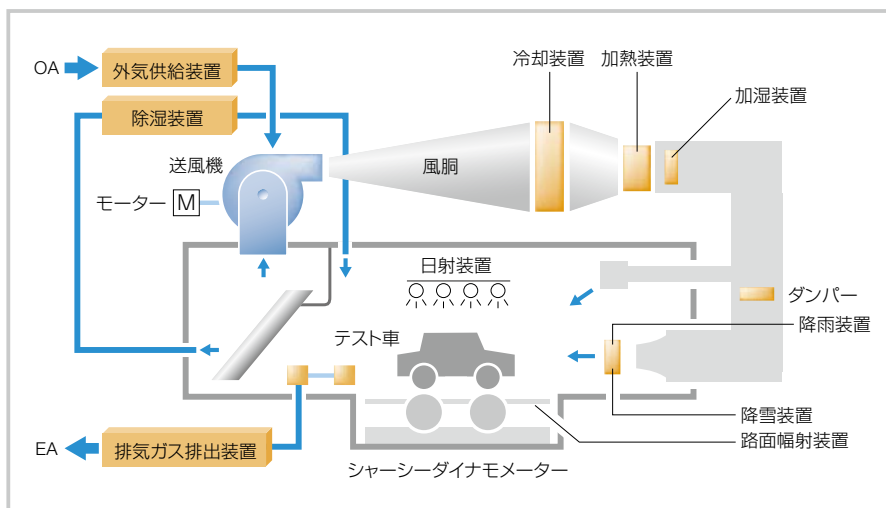 冷却装置
加熱装置
OA
外気供給装置
加湿装置
除湿装置
送風機
風胴
モーター
M
日射装置
ダンパー
降雨装置
テスト車
降雪装置
路面幅射装置
EA
排気ガス排出装置
シャーシーダイナモメーター